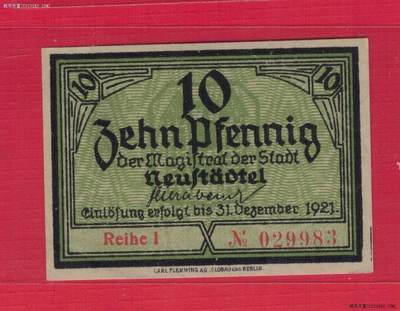 10 10
10
Zehn Pfennig
der Magistrat der Stadt
Neustädtel
Einlösung erfolgt bis 31. Dezember 1921.
Reihe 1 № 029983
CARL FLEMMING AG., GLOGAU UND BERLIN.